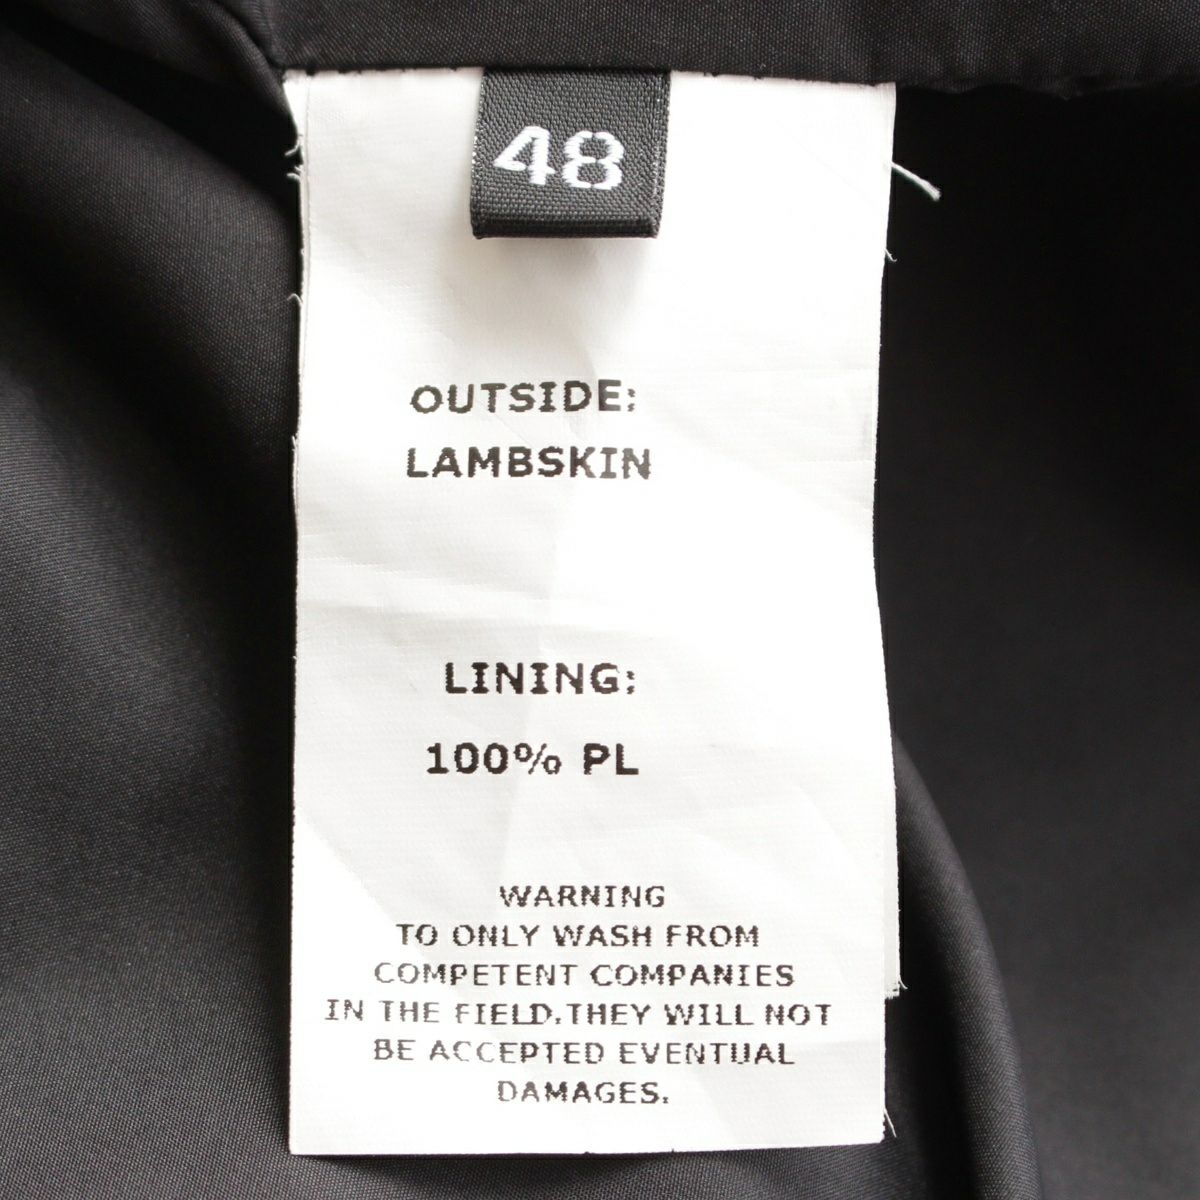 48
OUTSIDE:
LAMBSKIN
LINING:
100% PL
WARNING
TO ONLY WASH FROM
COMPETENT COMPANIES
IN THE FIELD.THEY WILL NOT
BE ACCEPTED EVENTUAL
DAMAGES.